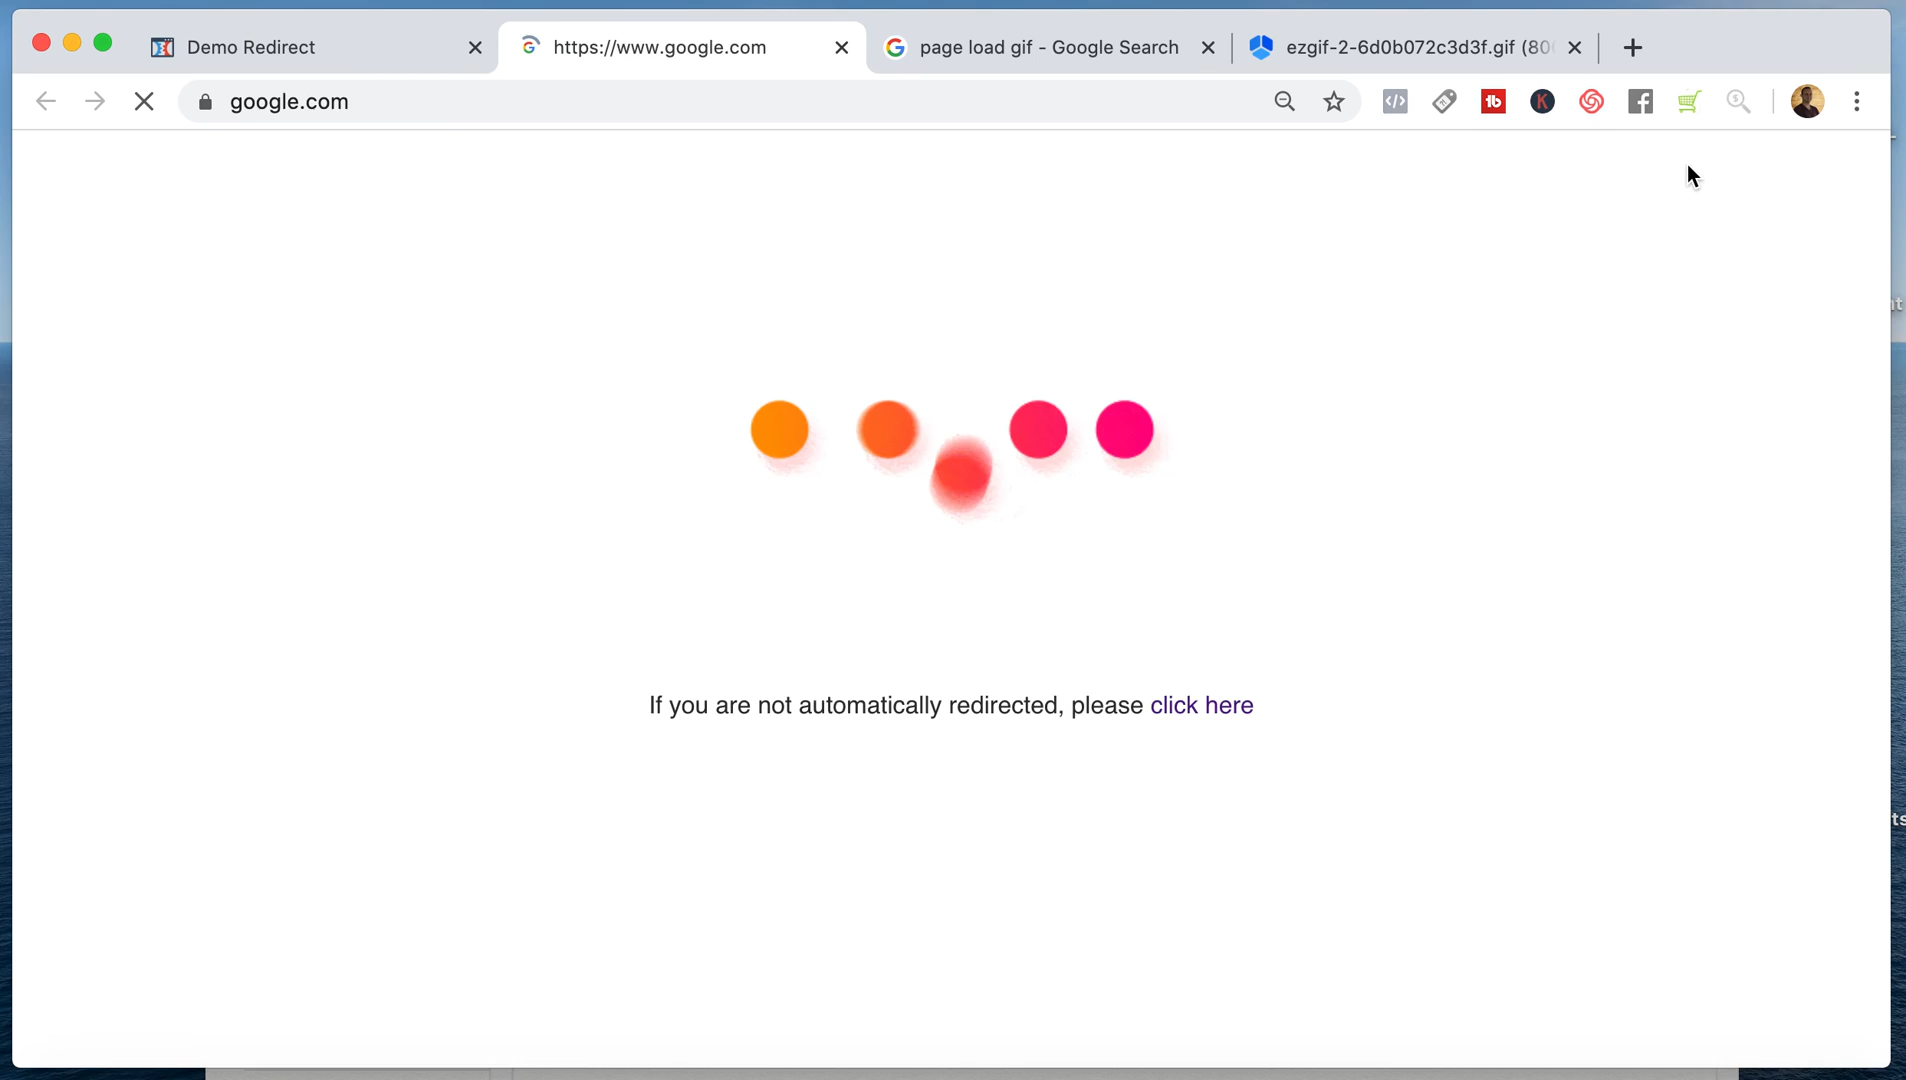 Demo Redirect
https://www.google.com
page load gif - Google Search
ezgif-2-6d0b072c3d3f.gif (80
google.com
If you are not automatically redirected, please click here